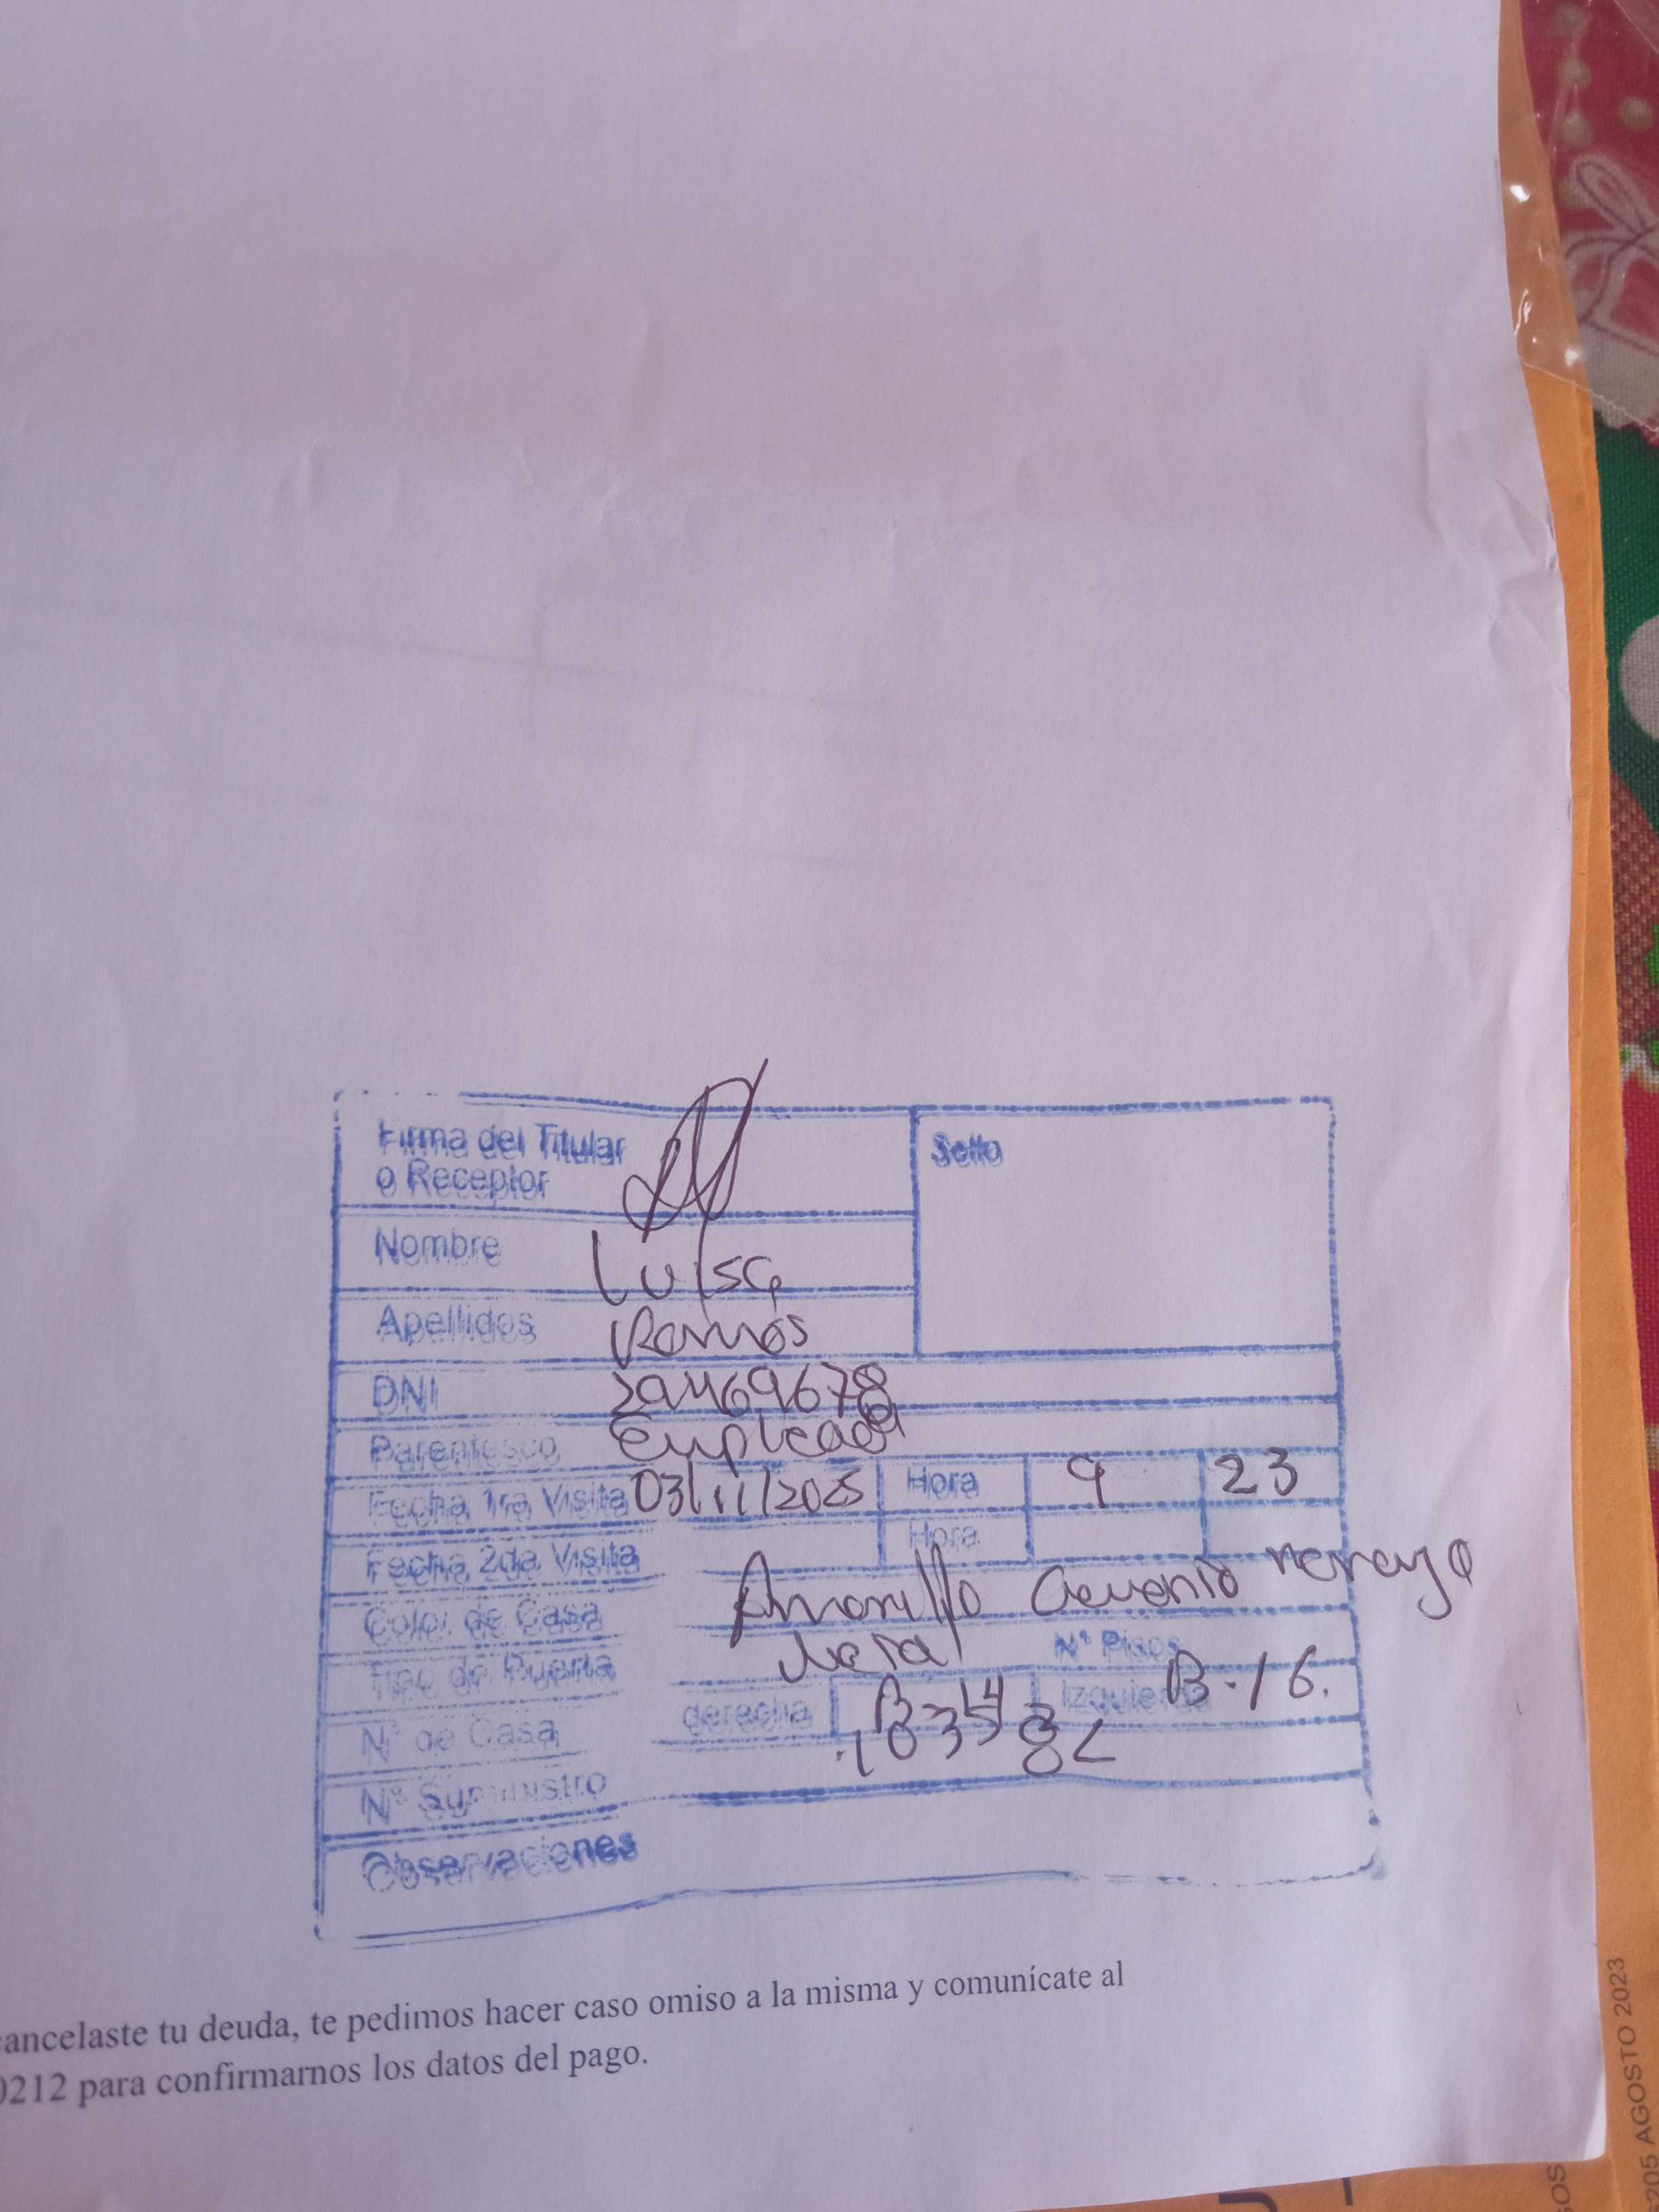 Firma del Titular
o Receptor
Sello
Nombre Luisa
Apellidos Ramos
DNI 29469678
Parentesco empleada
Fecha 1ra Visita 03/11/2025 Hora 9 23
Fecha 2da Visita Hora
Color de Casa Amarillo
Tipo de Puerta N° Pisos
N° de Casa derecha B-14 Izquierda B-16.
N° Suministro
Observaciones
cancelaste tu deuda, te pedimos hacer caso omiso a la misma y comunícate al
0212 para confirmarnos los datos del pago.
205 AGOSTO 2023